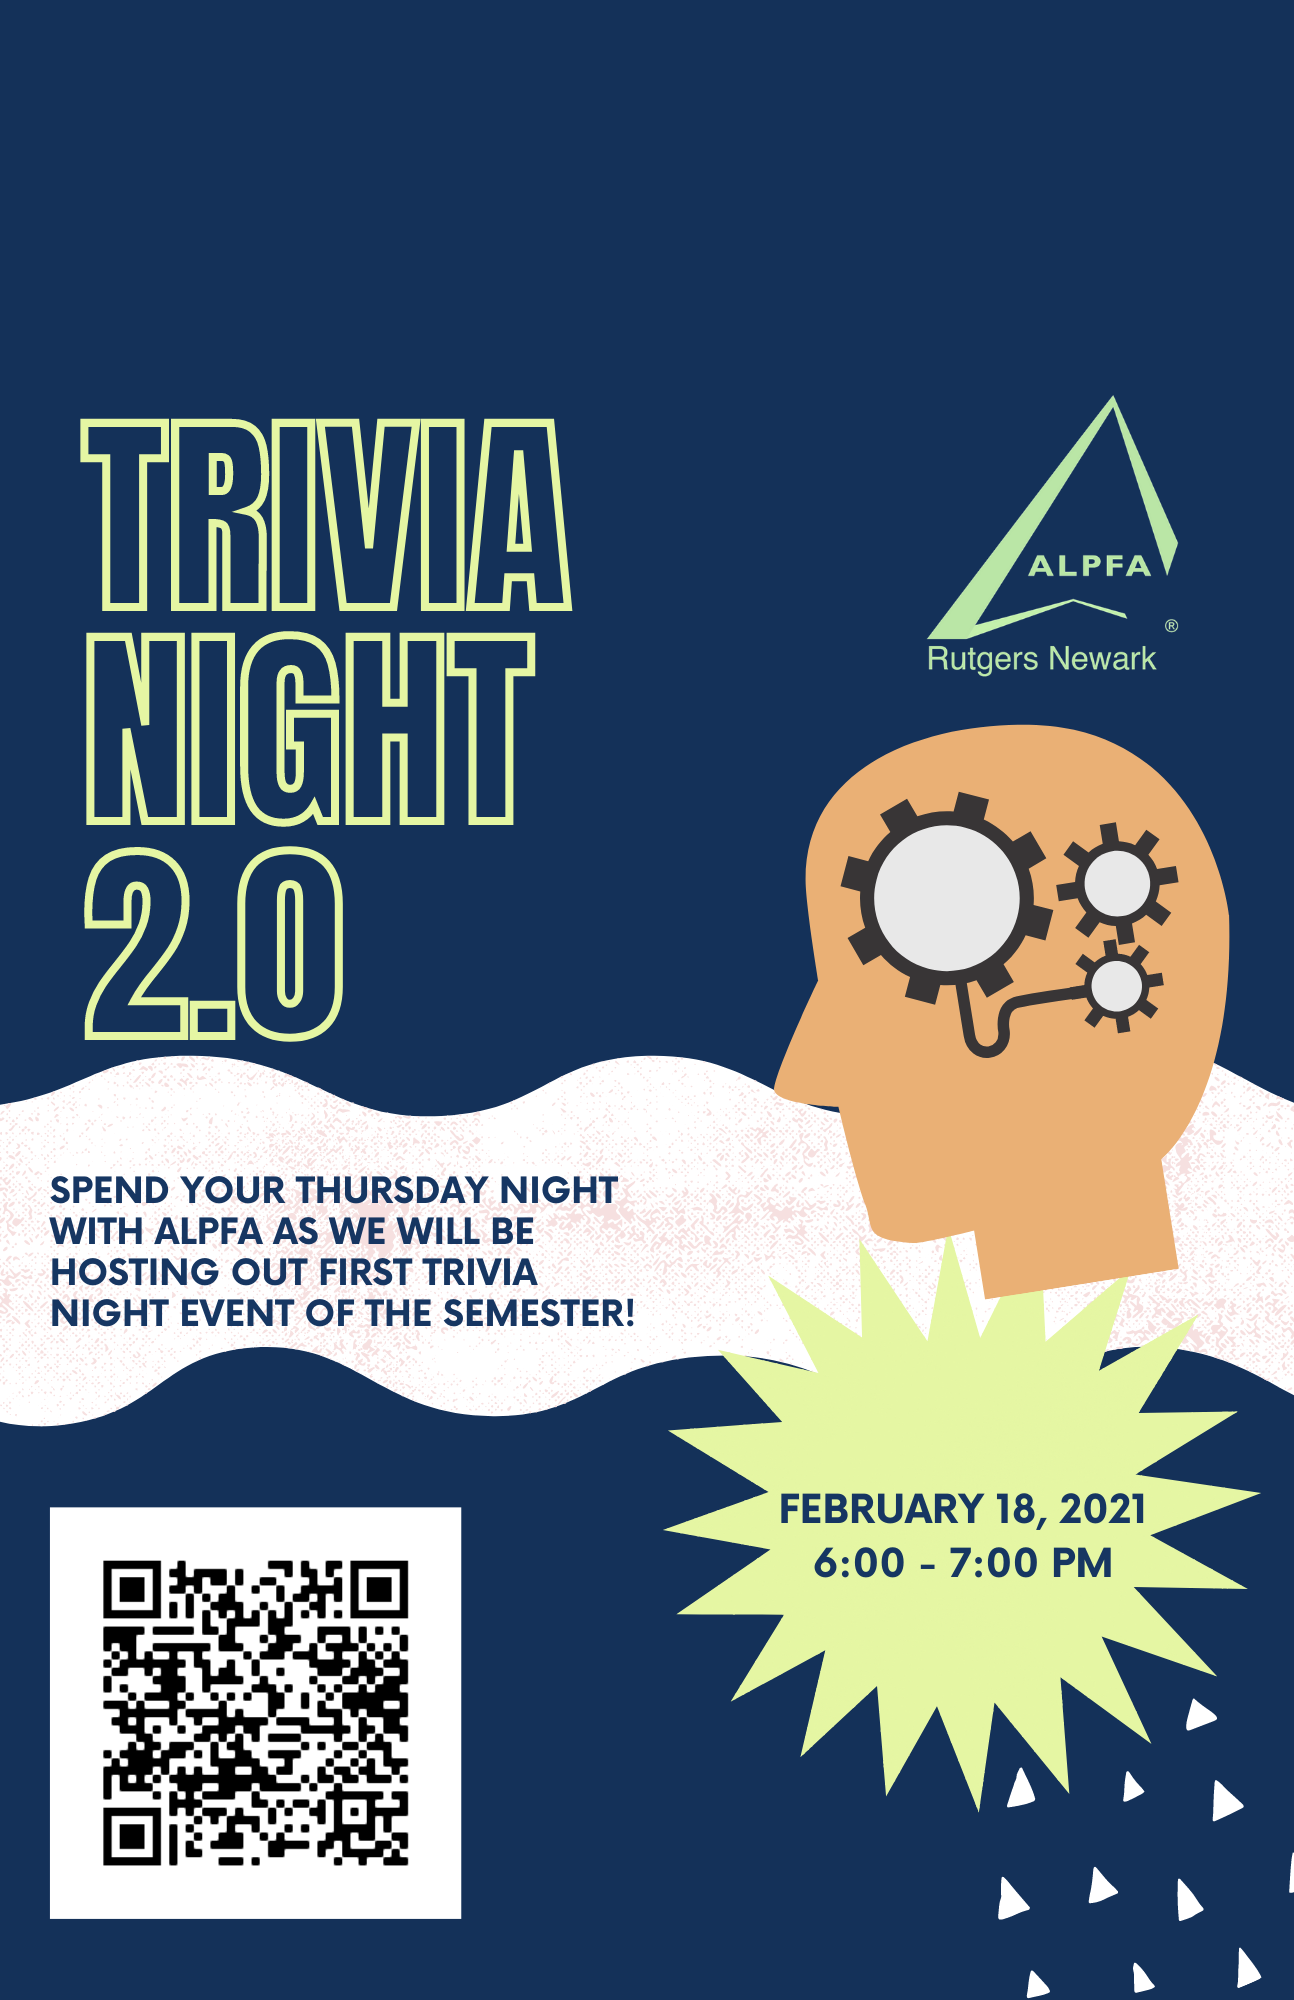 TRIVIA
NIGHT
2.0
ALPFA
®
Rutgers Newark
SPEND YOUR THURSDAY NIGHT
WITH ALPFA AS WE WILL BE
HOSTING OUT FIRST TRIVIA
NIGHT EVENT OF THE SEMESTER!
FEBRUARY 18, 2021
6:00 - 7:00 PM